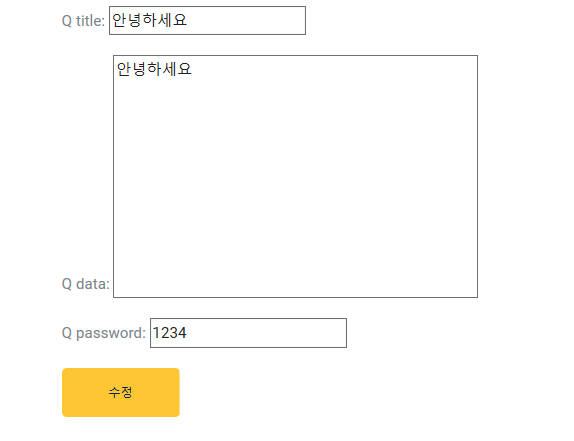 Q title: 안녕하세요
안녕하세요
Q data:
Q password: 1234
수정